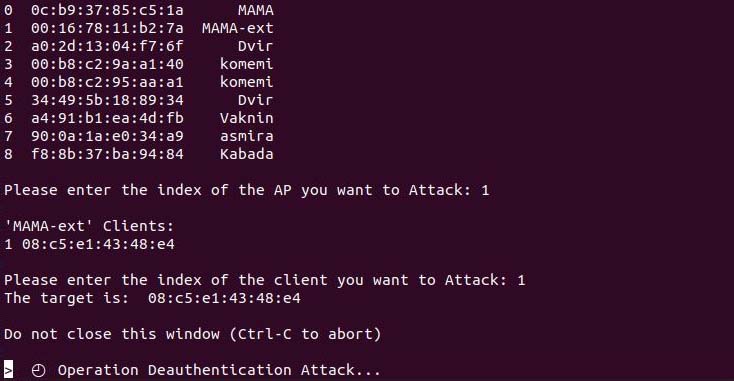 0 0c:b9:37:85:c5:1a MAMA
1 00:16:78:11:b2:7a MAMA-ext
2 a0:2d:13:04:f7:6f Dvir
3 00:b8:c2:9a:a1:40 komemi
4 00:b8:c2:95:aa:a1 komemi
5 34:49:5b:18:89:34 Dvir
6 a4:91:b1:ea:4d:fb Vaknin
7 90:0a:1a:e0:34:a9 asmira
8 f8:8b:37:ba:94:84 Kabada
Please enter the index of the AP you want to Attack: 1
'MAMA-ext' Clients:
1 08:c5:e1:43:48:e4
Please enter the index of the client you want to Attack: 1
The target is: 08:c5:e1:43:48:e4
Do not close this window (Ctrl-C to abort)
> ◴ Operation Deauthentication Attack...